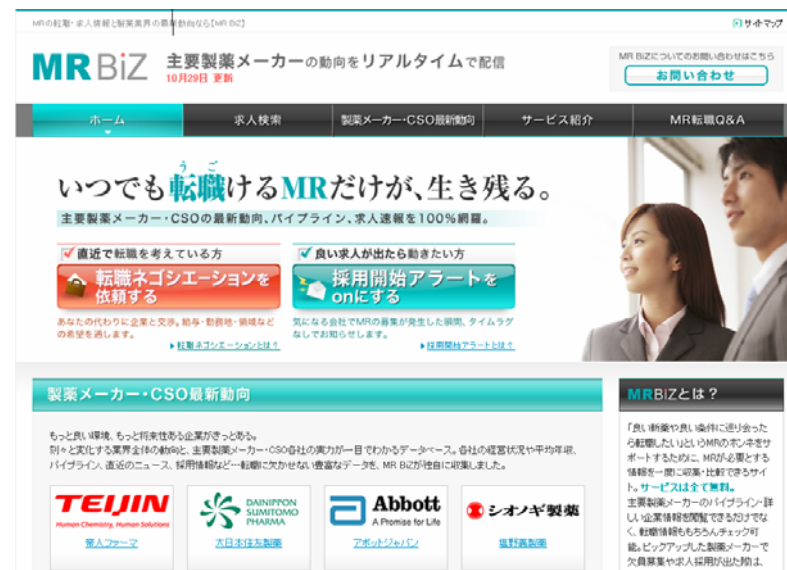 MRの転職・求人情報と製薬業界の最新動向なら【MR BiZ】
サイトマップ
MR BiZ
主要製薬メーカーの動向をリアルタイムで配信
10月29日 更新
MR BiZについてのお問い合わせはこちら
お問い合わせ
ホーム
求人検索
製薬メーカー・CSO最新動向
サービス紹介
MR転職Q&A
うご
いつでも転職けるMRだけが、生き残る。
主要製薬メーカー・CSOの最新動向、パイプライン、求人速報を100%網羅。
直近で転職を考えている方
転職ネゴシエーションを
依頼する
あなたの代わりに企業と交渉。給与・勤務地・領域など
の希望を通します。
転職ネゴシエーションとは?
良い求人が出たら動きたい方
採用開始アラートを
onにする
気になる会社でMRの募集が発生した瞬間、タイムラグ
なしでお知らせします。
採用開始アラートとは?
製薬メーカー・CSO最新動向
もっと良い環境、もっと将来性ある企業がきっとある。
刻々と変化する業界全体の動向と、主要製薬メーカー・CSO各社の実力が一目でわかるデータベース。各社の経営状況や平均年収、
パイプライン、直近のニュース、採用情報など…転職に欠かせない豊富なデータを、MR BiZが独自に収集しました。
TEIJIN
Human Chemistry, Human Solutions
帝人ファーマ
DAINIPPON
SUMITOMO
PHARMA
大日本住友製薬
Abbott
A Promise for Life
アボットジャパン
シオノギ製薬
塩野義製薬
MRBiZとは?
「良い新薬や良い条件に巡り会った
ら転職したい」というMRのホンネをサ
ポートするために、MRが必要とする
情報を一同に収集・比較できるサイ
ト。サービスは全て無料。
主要製薬メーカーのパイプライン・詳
しい企業情報を閲覧できるだけでな
く、転職情報ももちろんチェック可
能。ピックアップした製薬メーカーで
欠員募集や求人採用が出た際は、